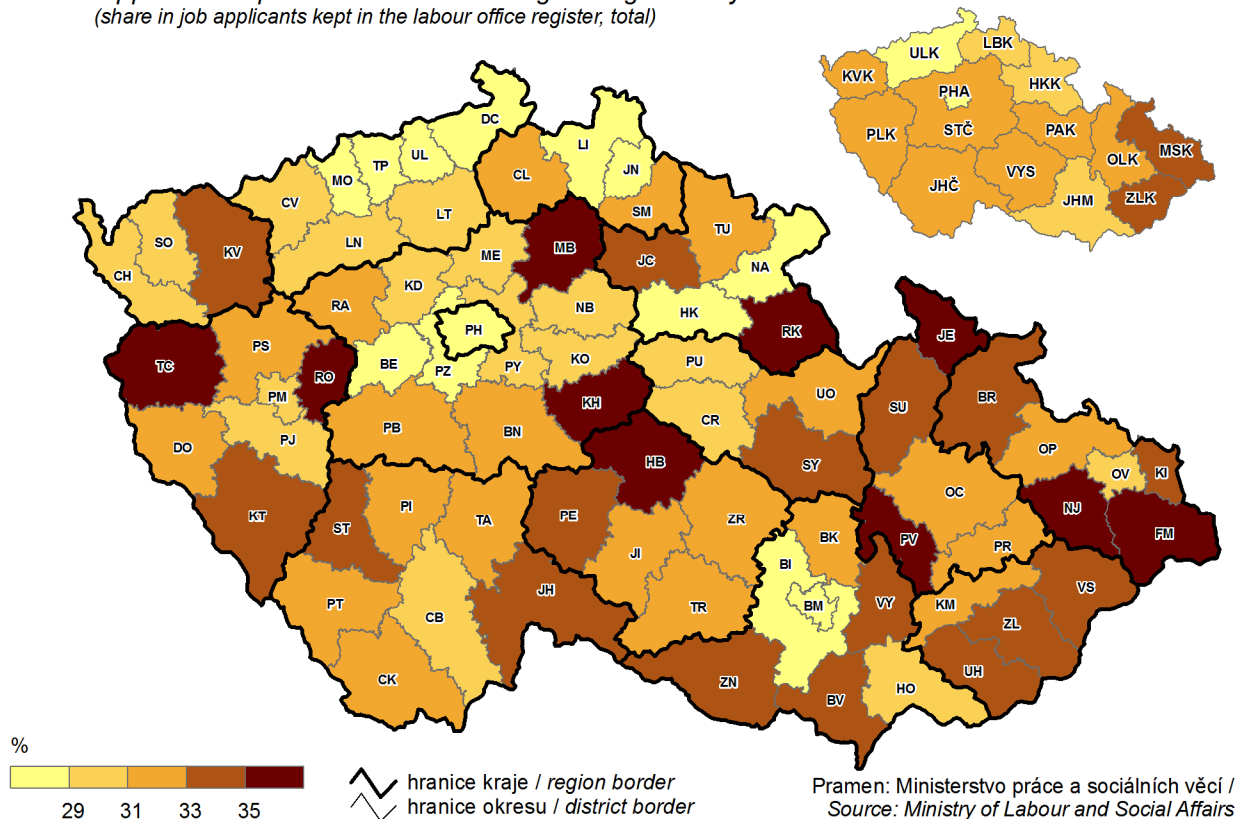 (share in job applicants kept in the labour office register, total)
ULK
LBK
KVK
HKK
PHA
PLK
STČ
PAK
MSK
OLK
VYS
JHČ
JHM
ZLK
DC
LI
UL
TP
JN
MO
CL
CV
LT
SM
TU
SO
LN
KV
ME
MB
JC
CH
NA
KD
RA
NB
HK
PH
RK
JE
PS
KO
PU
TC
BE
PZ
PY
RO
UO
BR
PM
KH
SU
CR
PB
BN
PJ
DO
OP
HB
SY
OV
KI
OC
PI
NJ
KT
ST
TA
PE
ZR
FM
BK
PV
PR
JI
BI
VS
JH
PT
TR
BM
VY
KM
CB
ZL
UH
CK
ZN
HO
BV
%
29 31 33 35
hranice kraje / region border
hranice okresu / district border
Pramen: Ministerstvo práce a sociálních věcí /
Source: Ministry of Labour and Social Affairs